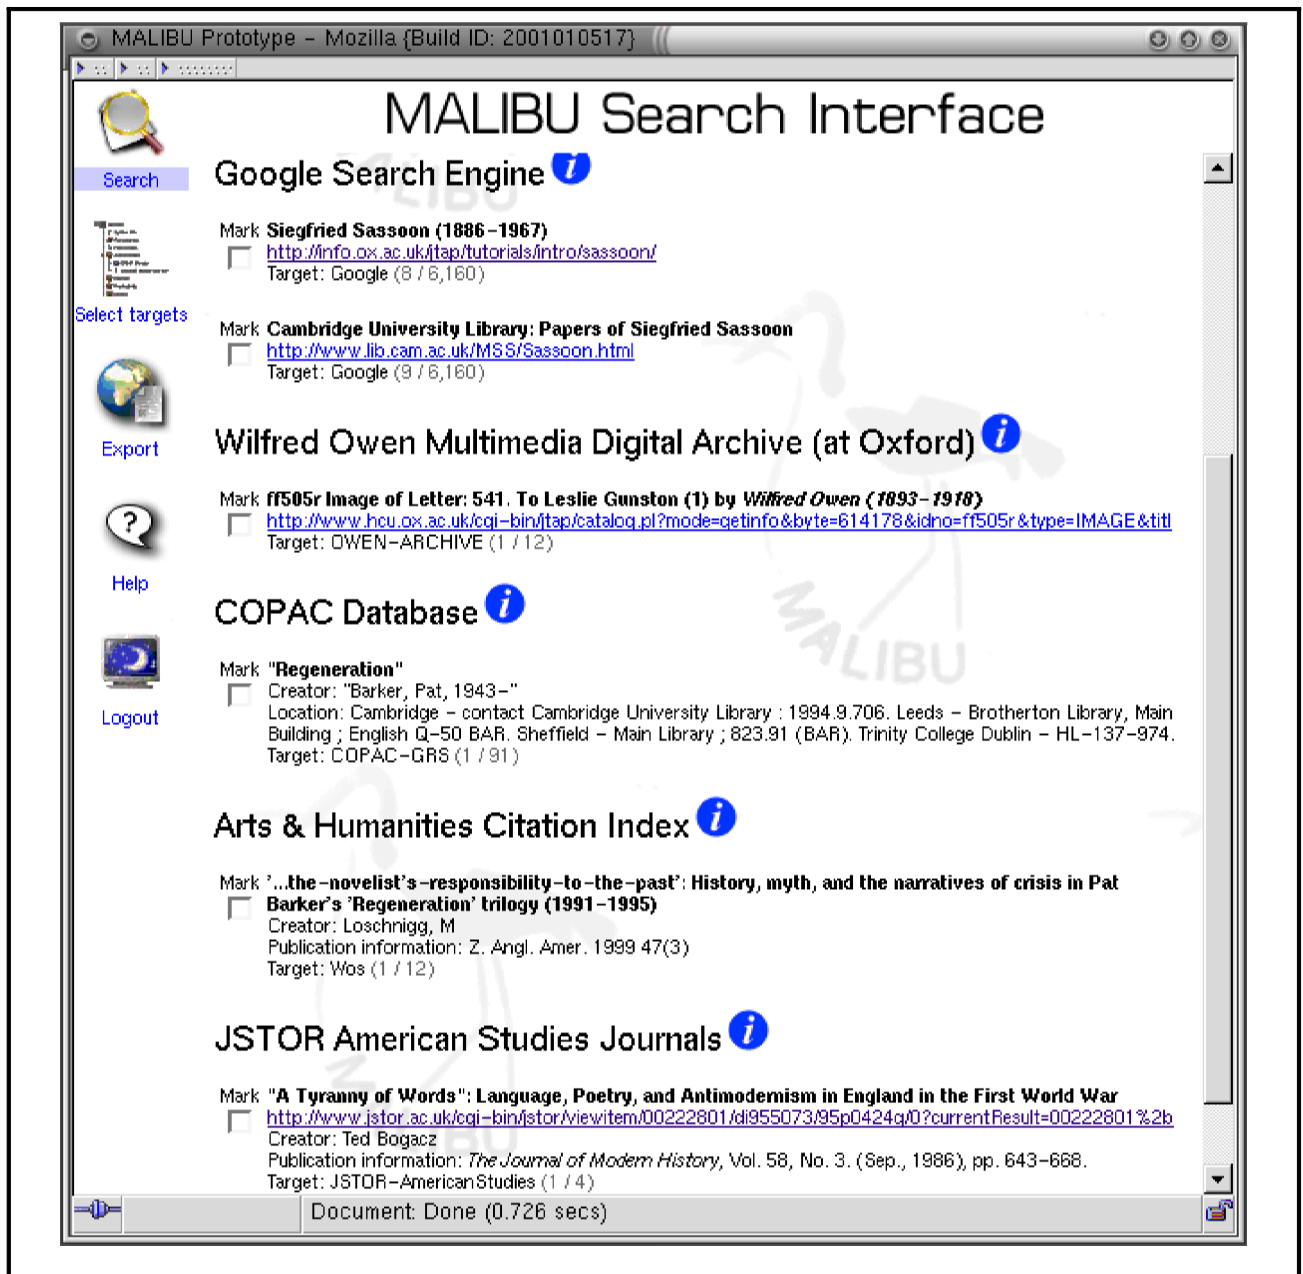 MALIBU Prototype – Mozilla {Build ID: 2001010517}
MALIBU Search Interface
Search
Select targets
Export
Help
Logout
Google Search Engine
Mark Siegfried Sassoon (1886–1967)
http://info.ox.ac.uk/jtap/tutorials/intro/sassoon/
Target: Google (8 / 6,160)
Mark Cambridge University Library: Papers of Siegfried Sassoon
http://www.lib.cam.ac.uk/MSS/Sassoon.html
Target: Google (9 / 6,160)
Wilfred Owen Multimedia Digital Archive (at Oxford)
Mark ff505r Image of Letter: 541. To Leslie Gunston (1) by Wilfred Owen (1893–1918)
http://www.hcu.ox.ac.uk/cgi-bin/jtap/catalog.pl?mode=getinfo&byte=614178&idno=ff505r&type=IMAGE&titl
Target: OWEN–ARCHIVE (1 / 12)
COPAC Database
Mark "Regeneration"
Creator: "Barker, Pat, 1943–"
Location: Cambridge – contact Cambridge University Library : 1994.9.706. Leeds – Brotherton Library, Main
Building ; English Q–50 BAR. Sheffield – Main Library ; 823.91 (BAR). Trinity College Dublin – HL–137–974.
Target: COPAC–GRS (1 / 91)
Arts & Humanities Citation Index
Mark '...the–novelist's–responsibility–to–the–past': History, myth, and the narratives of crisis in Pat
Barker's 'Regeneration' trilogy (1991–1995)
Creator: Loschnigg, M
Publication information: Z. Angl. Amer. 1999 47(3)
Target: Wos (1 / 12)
JSTOR American Studies Journals
Mark "A Tyranny of Words": Language, Poetry, and Antimodernism in England in the First World War
http://www.jstor.ac.uk/cgi-bin/jstor/viewitem/00222801/di955073/95p0424q/0?currentResult=00222801%2b
Creator: Ted Bogacz
Publication information: The Journal of Modern History, Vol. 58, No. 3. (Sep., 1986), pp. 643–668.
Target: JSTOR–AmericanStudies (1 / 4)
MALIBU
Document: Done (0.726 secs)